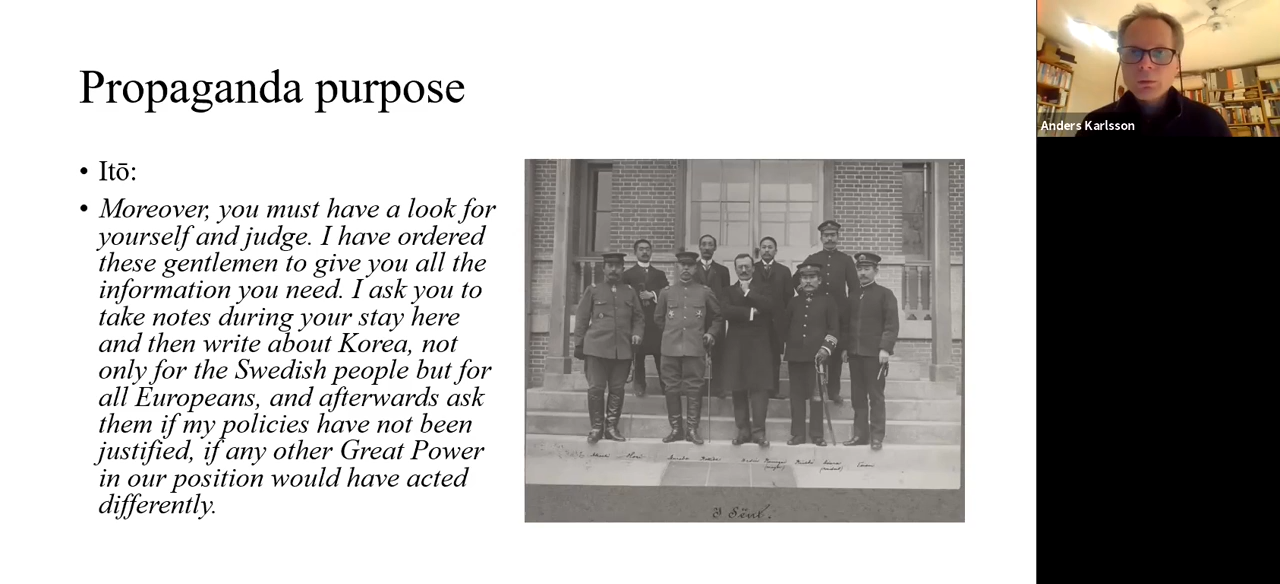 Propaganda purpose
• Itō:
• Moreover, you must have a look for
yourself and judge. I have ordered
these gentlemen to give you all the
information you need. I ask you to
take notes during your stay here
and then write about Korea, not
only for the Swedish people but for
all Europeans, and afterwards ask
them if my policies have not been
justified, if any other Great Power
in our position would have acted
differently.
Anders Karlsson